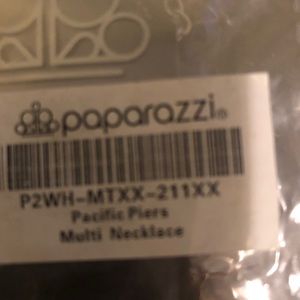 paparazzi®
P2WH-MTXX-211XX
Pacific Piers
Multi Necklace